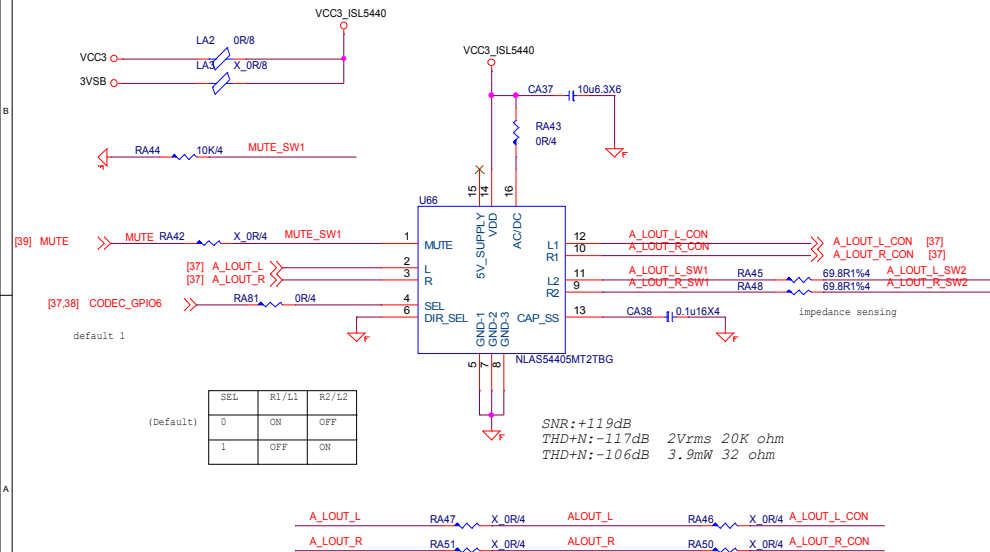 VCC3_ISL5440
LA2 0R/8
VCC3
LA3 X_0R/8
3VSB
VCC3_ISL5440
CA37 10u6.3X6
B
RA43
0R/4
RA44 10K/4 MUTE_SW1
15 14 16
U66
5V_SUPPLY VDD AC/DC
[39] MUTE MUTE RA42 X_0R/4 MUTE_SW1 1 MUTE
L1 12 A_LOUT_L_CON A_LOUT_L_CON [37]
R1 10 A_LOUT_R_CON A_LOUT_R_CON [37]
[37] A_LOUT_L 2 L
[37] A_LOUT_R 3 R
L2 11 A_LOUT_L_SW1 RA45 69.8R1%4 A_LOUT_L_SW2
R2 9 A_LOUT_R_SW1 RA48 69.8R1%4 A_LOUT_R_SW2
impedance sensing
[37,38] CODEC_GPIO6 RA81 0R/4 4 SEL
6 DIR_SEL
CAP_SS 13 CA38 0.1u16X4
default 1
GND-1 GND-2 GND-3
5 7 8
NLAS54405MT2TBG
SEL R1/L1 R2/L2
(Default) 0 ON OFF
1 OFF ON
SNR:+119dB
THD+N:-117dB 2Vrms 20K ohm
THD+N:-106dB 3.9mW 32 ohm
A
A_LOUT_L RA47 X_0R/4 ALOUT_L RA46 X_0R/4 A_LOUT_L_CON
A_LOUT_R RA51 X_0R/4 ALOUT_R RA50 X_0R/4 A_LOUT_R_CON